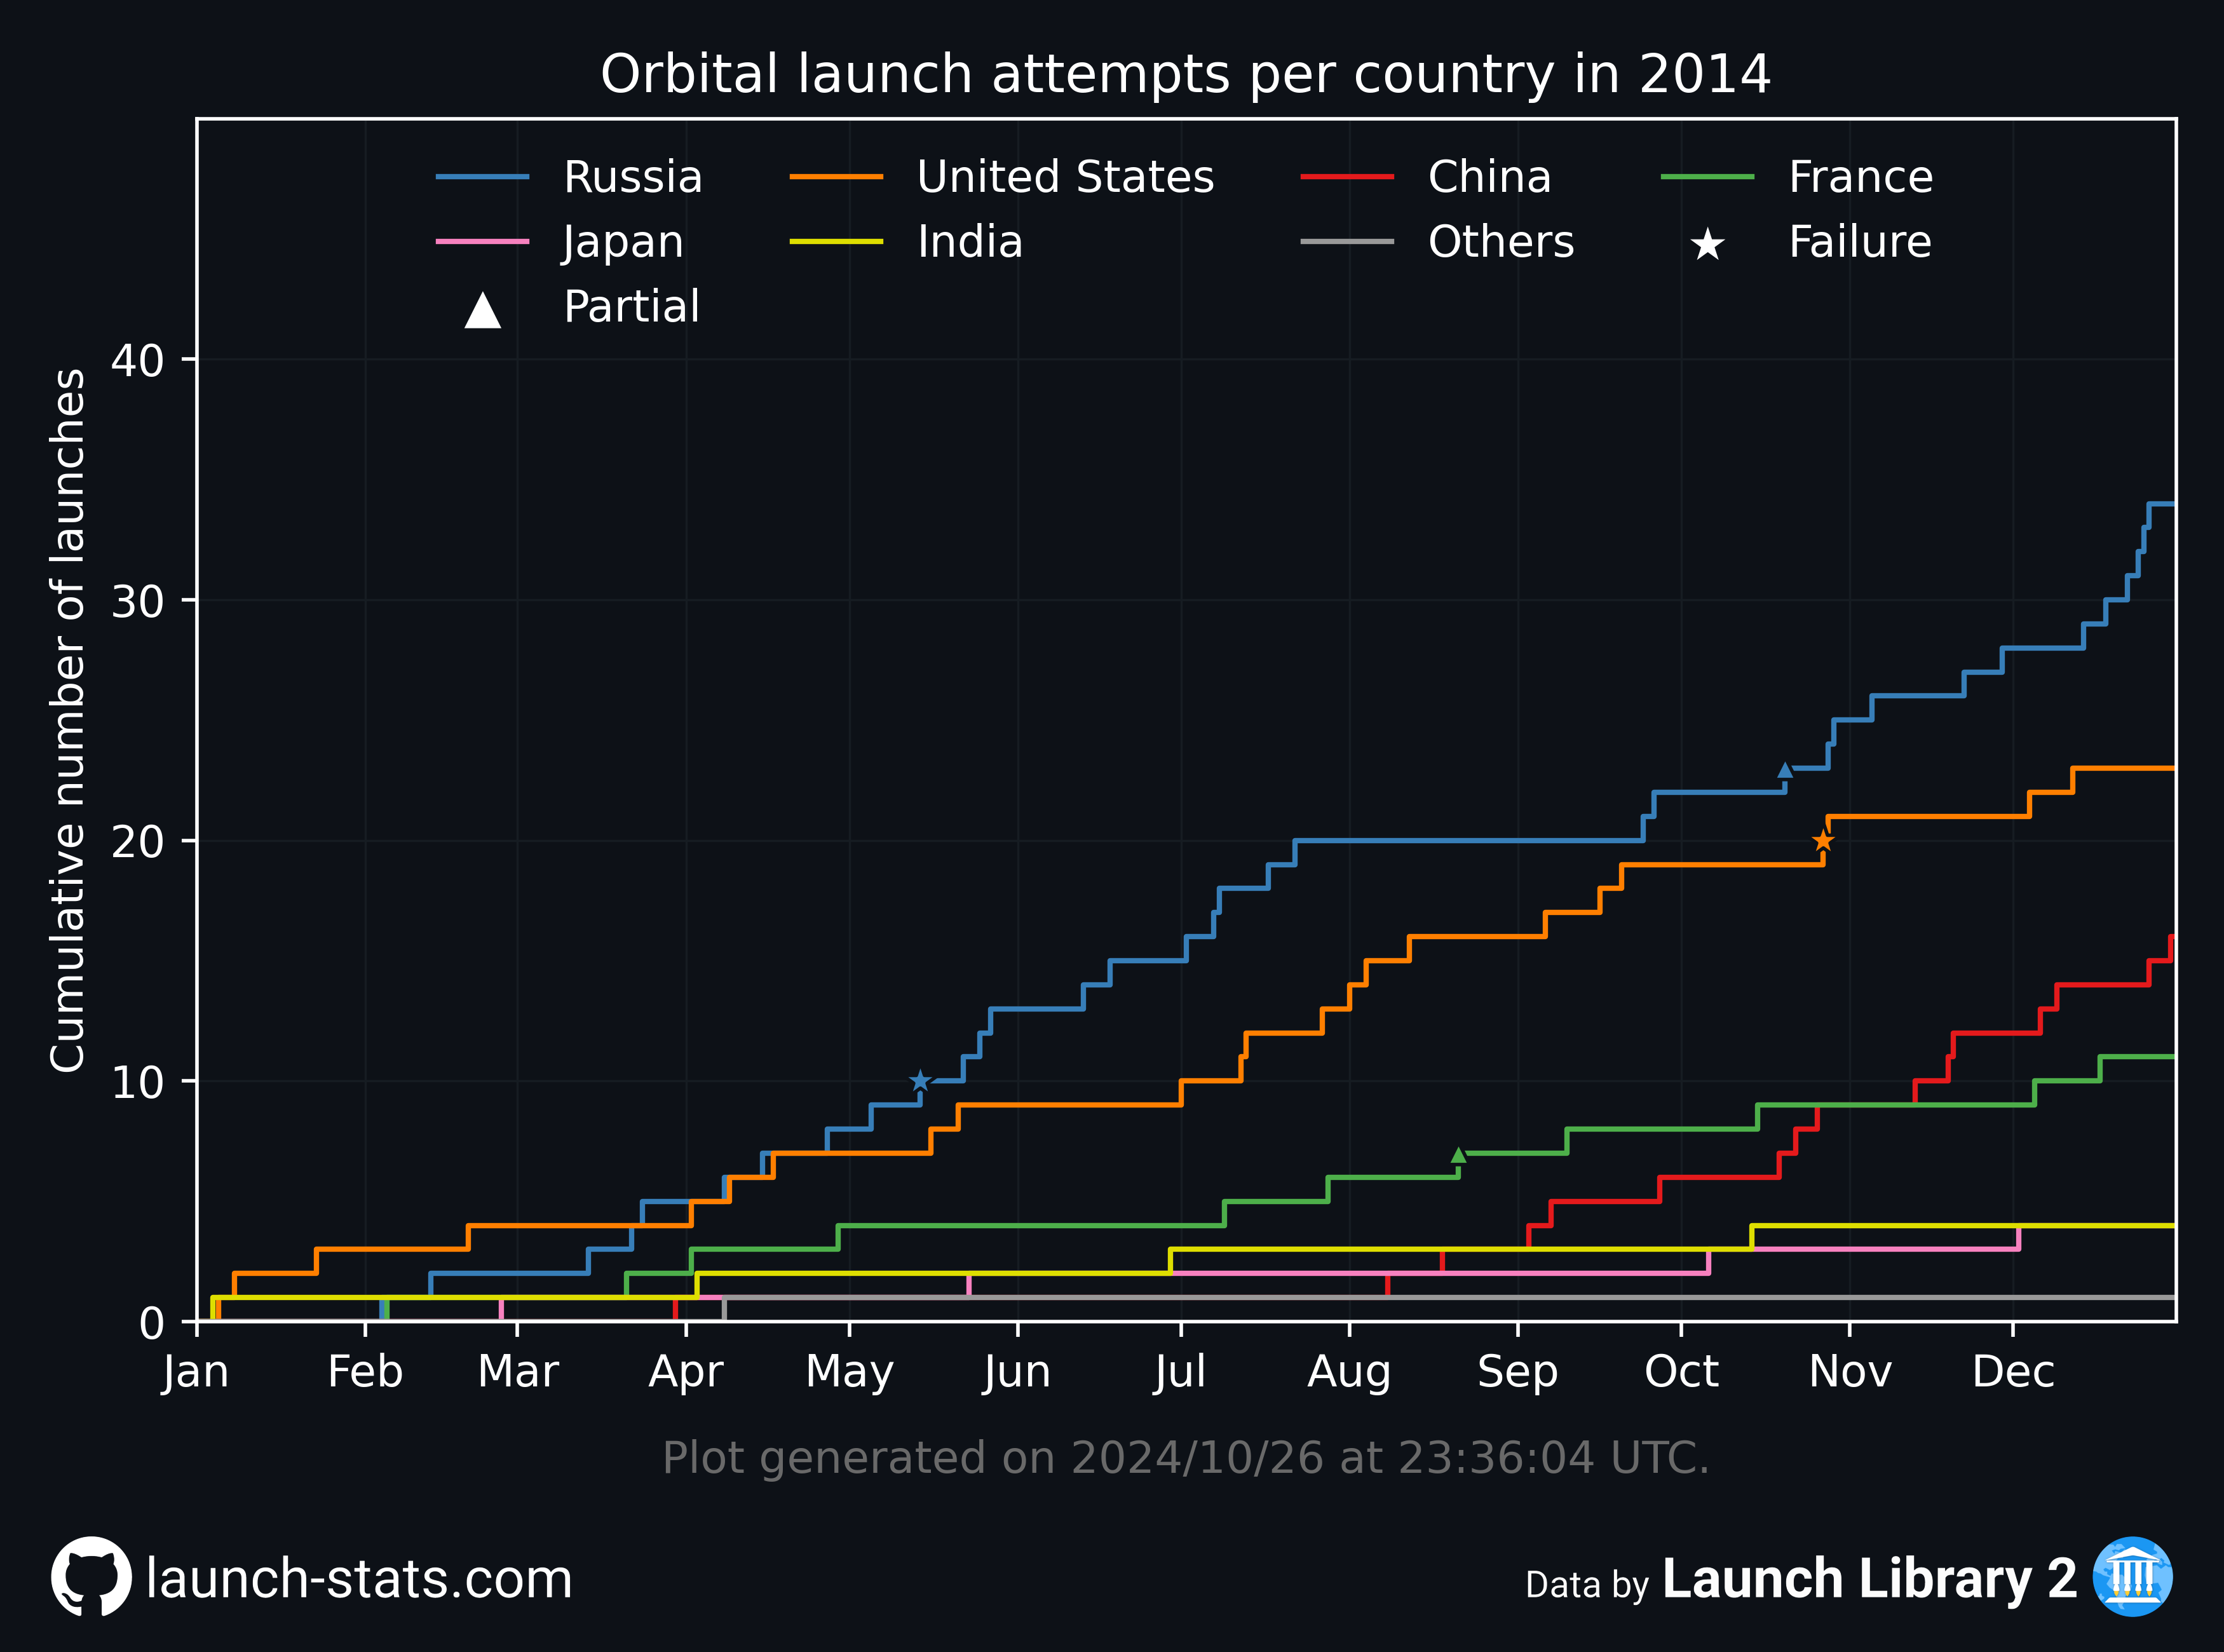 Orbital launch attempts per country in 2014
Russia United States China France
Japan India Others Failure
Partial
Cumulative number of launches
40
30
20
10
0
Jan Feb Mar Apr May Jun Jul Aug Sep Oct Nov Dec
Plot generated on 2024/10/26 at 23:36:04 UTC.
launch-stats.com
Data by Launch Library 2